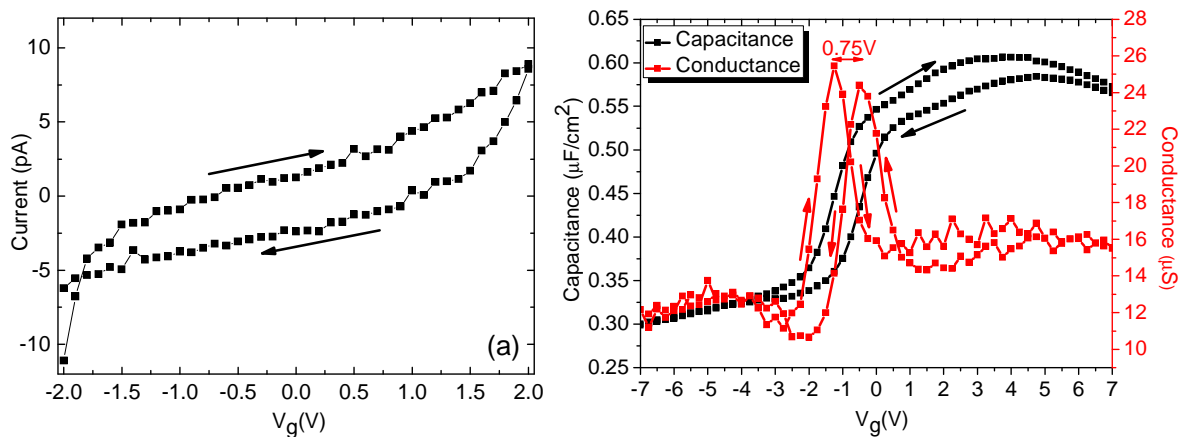 10
5
0
-5
-10
Current (pA)
-2.0 -1.5 -1.0 -0.5 0.0 0.5 1.0 1.5 2.0
Vg(V)
(a)
0.65
0.60
0.55
0.50
0.45
0.40
0.35
0.30
0.25
Capacitance (μF/cm²)
Capacitance
Conductance
0.75V
28
26
24
22
20
18
16
14
12
10
Conductance (μS)
-7 -6 -5 -4 -3 -2 -1 0 1 2 3 4 5 6 7
Vg(V)